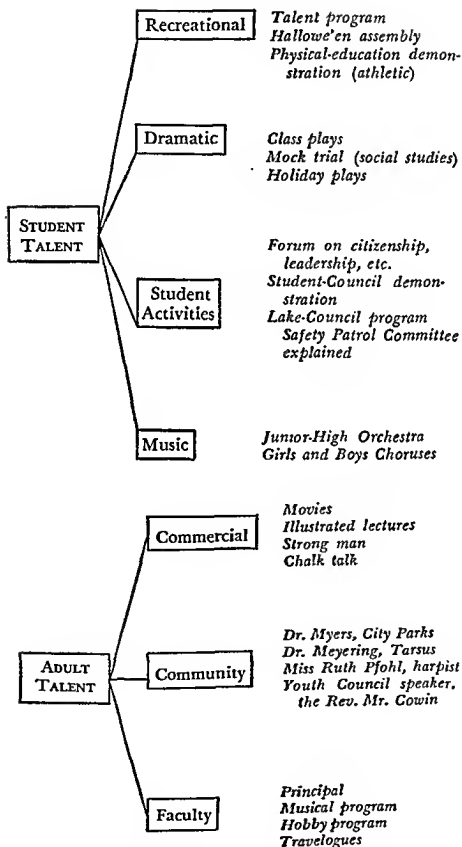 Recreational
Talent program
Hallowe'en assembly
Physical-education demon-
stration (athletic)
Dramatic
Class plays
Mock trial (social studies)
Holiday plays
STUDENT
TALENT
Student
Activities
Forum on citizenship,
leadership, etc.
Student-Council demon-
stration
Lake-Council program
Safety Patrol Committee
explained
Music
Junior-High Orchestra
Girls and Boys Choruses
Commercial
Movies
Illustrated lectures
Strong man
Chalk talk
ADULT
TALENT
Community
Dr. Myers, City Parks
Dr. Meyering, Tarsus
Miss Ruth Pfohl, harpist
Youth Council speaker,
the Rev. Mr. Cowin
Faculty
Principal
Musical program
Hobby program
Travelogues